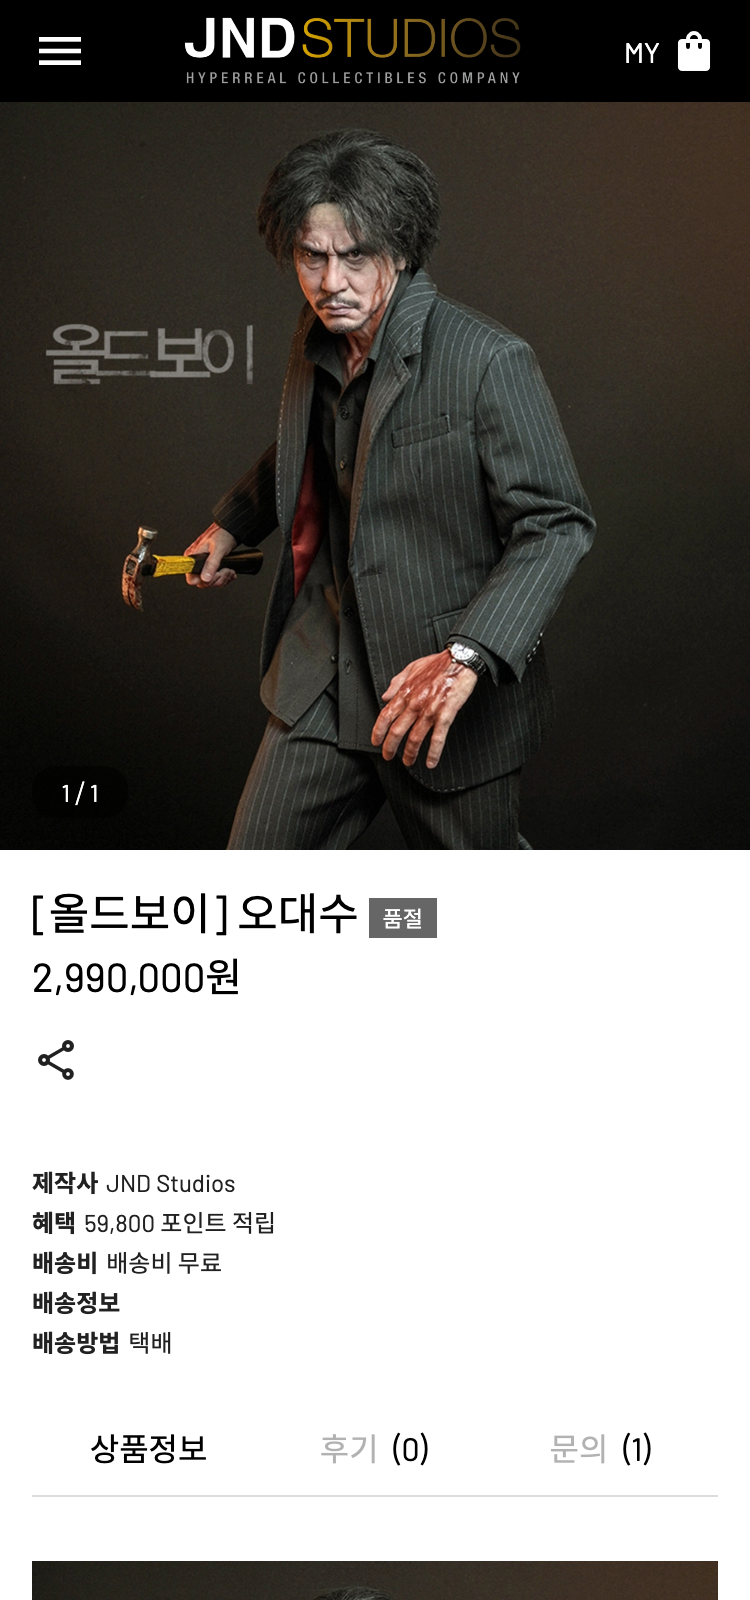 JND STUDIOS
MY
HYPERREAL COLLECTIBLES COMPANY
올드보이
1 / 1
[올드보이] 오대수 품절
2,990,000원
제작사 JND Studios
혜택 59,800 포인트 적립
배송비 배송비 무료
배송정보
배송방법 택배
상품정보 후기 (0) 문의 (1)